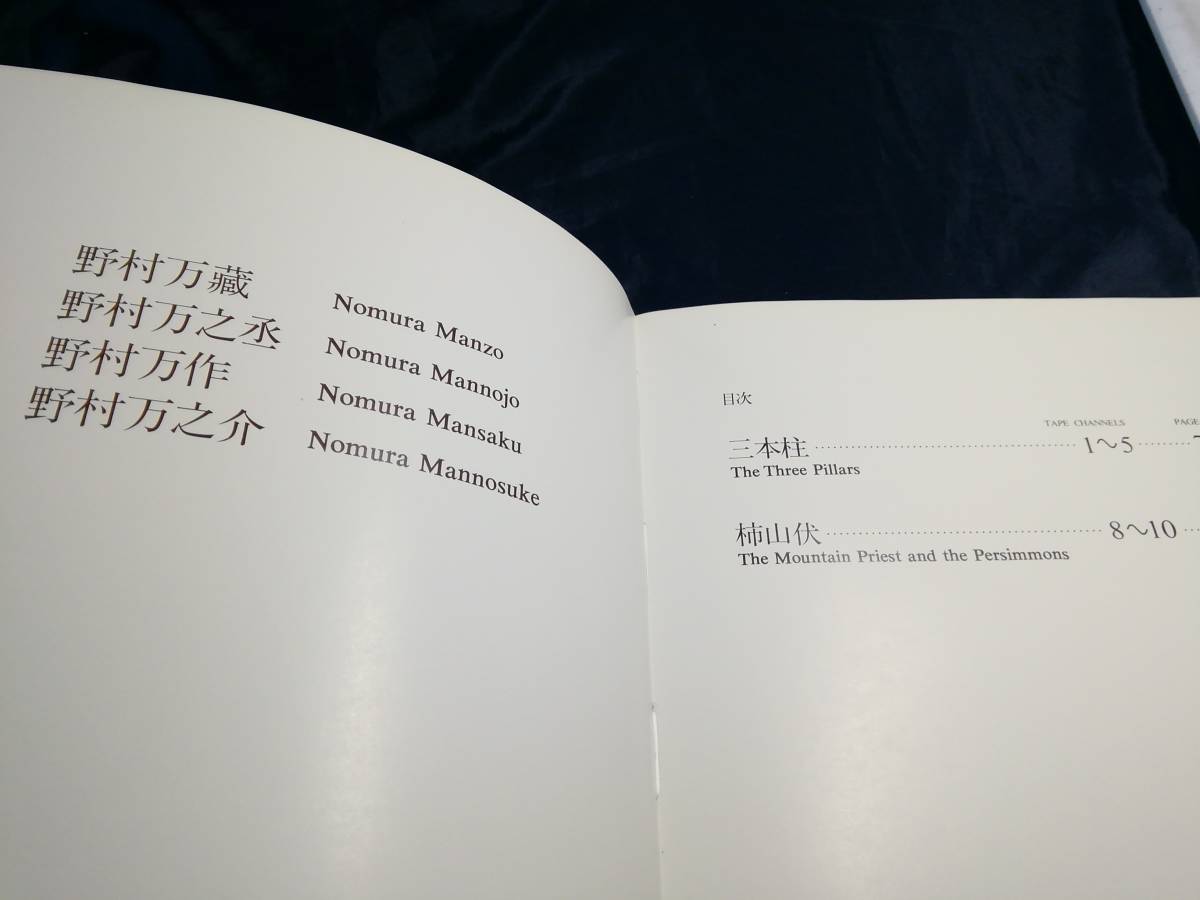 野村万藏 Nomura Manzo
野村万之丞 Nomura Mannojo
野村万作 Nomura Mansaku
野村万之介 Nomura Mannosuke
目次
TAPE CHANNELS PAGE
三本柱 1〜5 7
The Three Pillars
柿山伏 8〜10
The Mountain Priest and the Persimmons